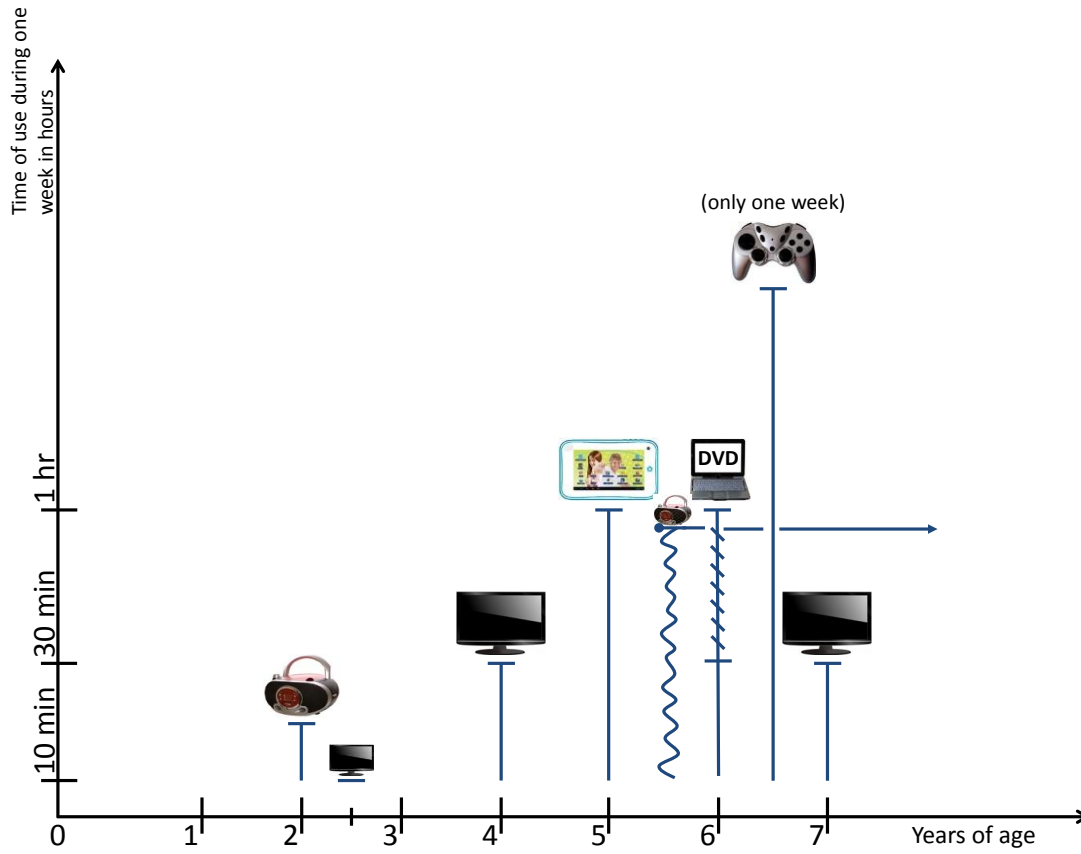 Time of use during one
week in hours
(only one week)
DVD
1 hr
30 min
10 min
0
1
2
3
4
5
6
7
Years of age